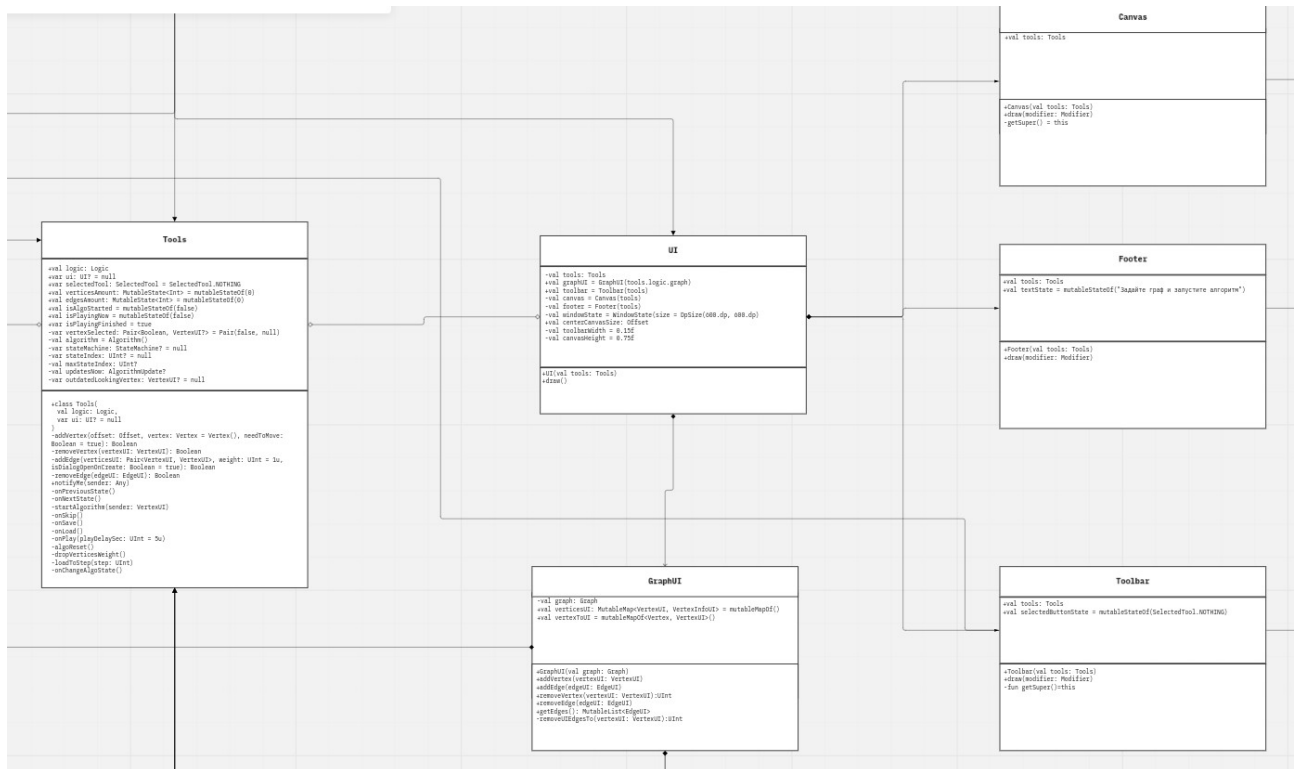 Canvas
+val tools: Tools
+Canvas(val tools: Tools)
+draw(modifier: Modifier)
-getSuper() = this
Tools
+val logic: Logic
+var ui: UI? = null
+var selectedTool: SelectedTool = SelectedTool.NOTHING
+val verticesAmount: MutableState<Int> = mutableStateOf(0)
+val edgesAmount: MutableState<Int> = mutableStateOf(0)
+val isAlgoStarted = mutableStateOf(false)
+val isPlayingNow = mutableStateOf(false)
+var isPlayingFinished = true
-var vertexSelected: Pair<Boolean, VertexUI?> = Pair(false, null)
-val algorithm = Algorithm()
-var stateMachine: StateMachine? = null
-var stateIndex: UInt? = null
-val maxStateIndex: UInt?
-val updatesNow: AlgorithmUpdate?
-var outdatedLookingVertex: VertexUI? = null
+class Tools(
val logic: Logic,
var ui: UI? = null
)
-addVertex(offset: Offset, vertex: Vertex = Vertex(), needToMove:
Boolean = true): Boolean
-removeVertex(vertexUI: VertexUI): Boolean
-addEdge(verticesUI: Pair<VertexUI, VertexUI>, weight: UInt = 1u,
isDialogOpenOnCreate: Boolean = true): Boolean
-removeEdge(edgeUI: EdgeUI): Boolean
+notifyMe(sender: Any)
-onPreviousState()
-onNextState()
-startAlgorithm(sender: VertexUI)
-onSkip()
-onSave()
-onLoad()
-onPlay(playDelaySec: UInt = 3u)
-algoReset()
-dropVerticesWeight()
-loadToStep(step: UInt)
-onChangeAlgoState()
UI
-val tools: Tools
+val graphUI = GraphUI(tools.logic.graph)
+val toolbar = Toolbar(tools)
-val canvas = Canvas(tools)
-val footer = Footer(tools)
-val windowState = WindowState(size = DpSize(600.dp, 600.dp)
+val centerCanvasSize: Offset
-val toolbarWidth = 0.15f
-val canvasHeight = 0.75f
+UI(val tools: Tools)
+draw()
Footer
+val tools: Tools
+val textState = mutableStateOf("Задайте граф и запустите алгоритм")
+Footer(val tools: Tools)
+draw(modifier: Modifier)
GraphUI
-val graph: Graph
+val verticesUI: MutableMap<VertexUI, VertexInfoUI> = mutableMapOf()
+val vertexToUI = mutableMapOf<Vertex, VertexUI>()
+GraphUI(val graph: Graph)
+addVertex(vertexUI: VertexUI)
+addEdge(edgeUI: EdgeUI)
+removeVertex(vertexUI: VertexUI):UInt
+removeEdge(edgeUI: EdgeUI)
+getEdges(): MutableList<EdgeUI>
-removeUIEdgesTo(vertexUI: VertexUI):UInt
Toolbar
+val tools: Tools
+val selectedButtonState = mutableStateOf(SelectedTool.NOTHING)
+Toolbar(val tools: Tools)
+draw(modifier: Modifier)
-fun getSuper()=this